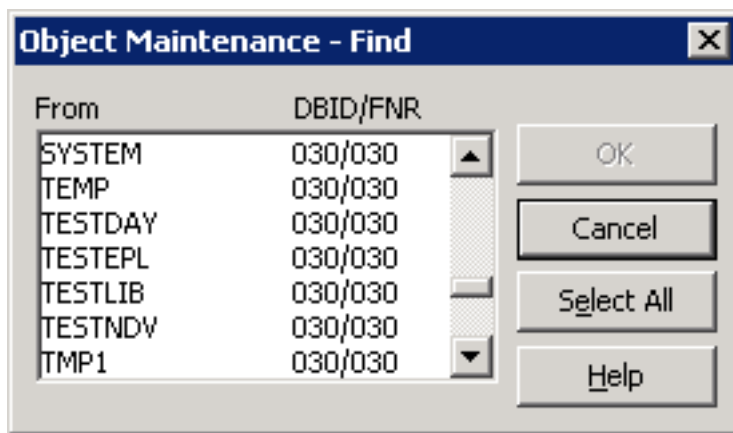 Object Maintenance - Find
From DBID/FNR
SYSTEM 030/030
TEMP 030/030
TESTDAY 030/030
TESTEPL 030/030
TESTLIB 030/030
TESTNDV 030/030
TMP1 030/030
OK
Cancel
Select All
Help